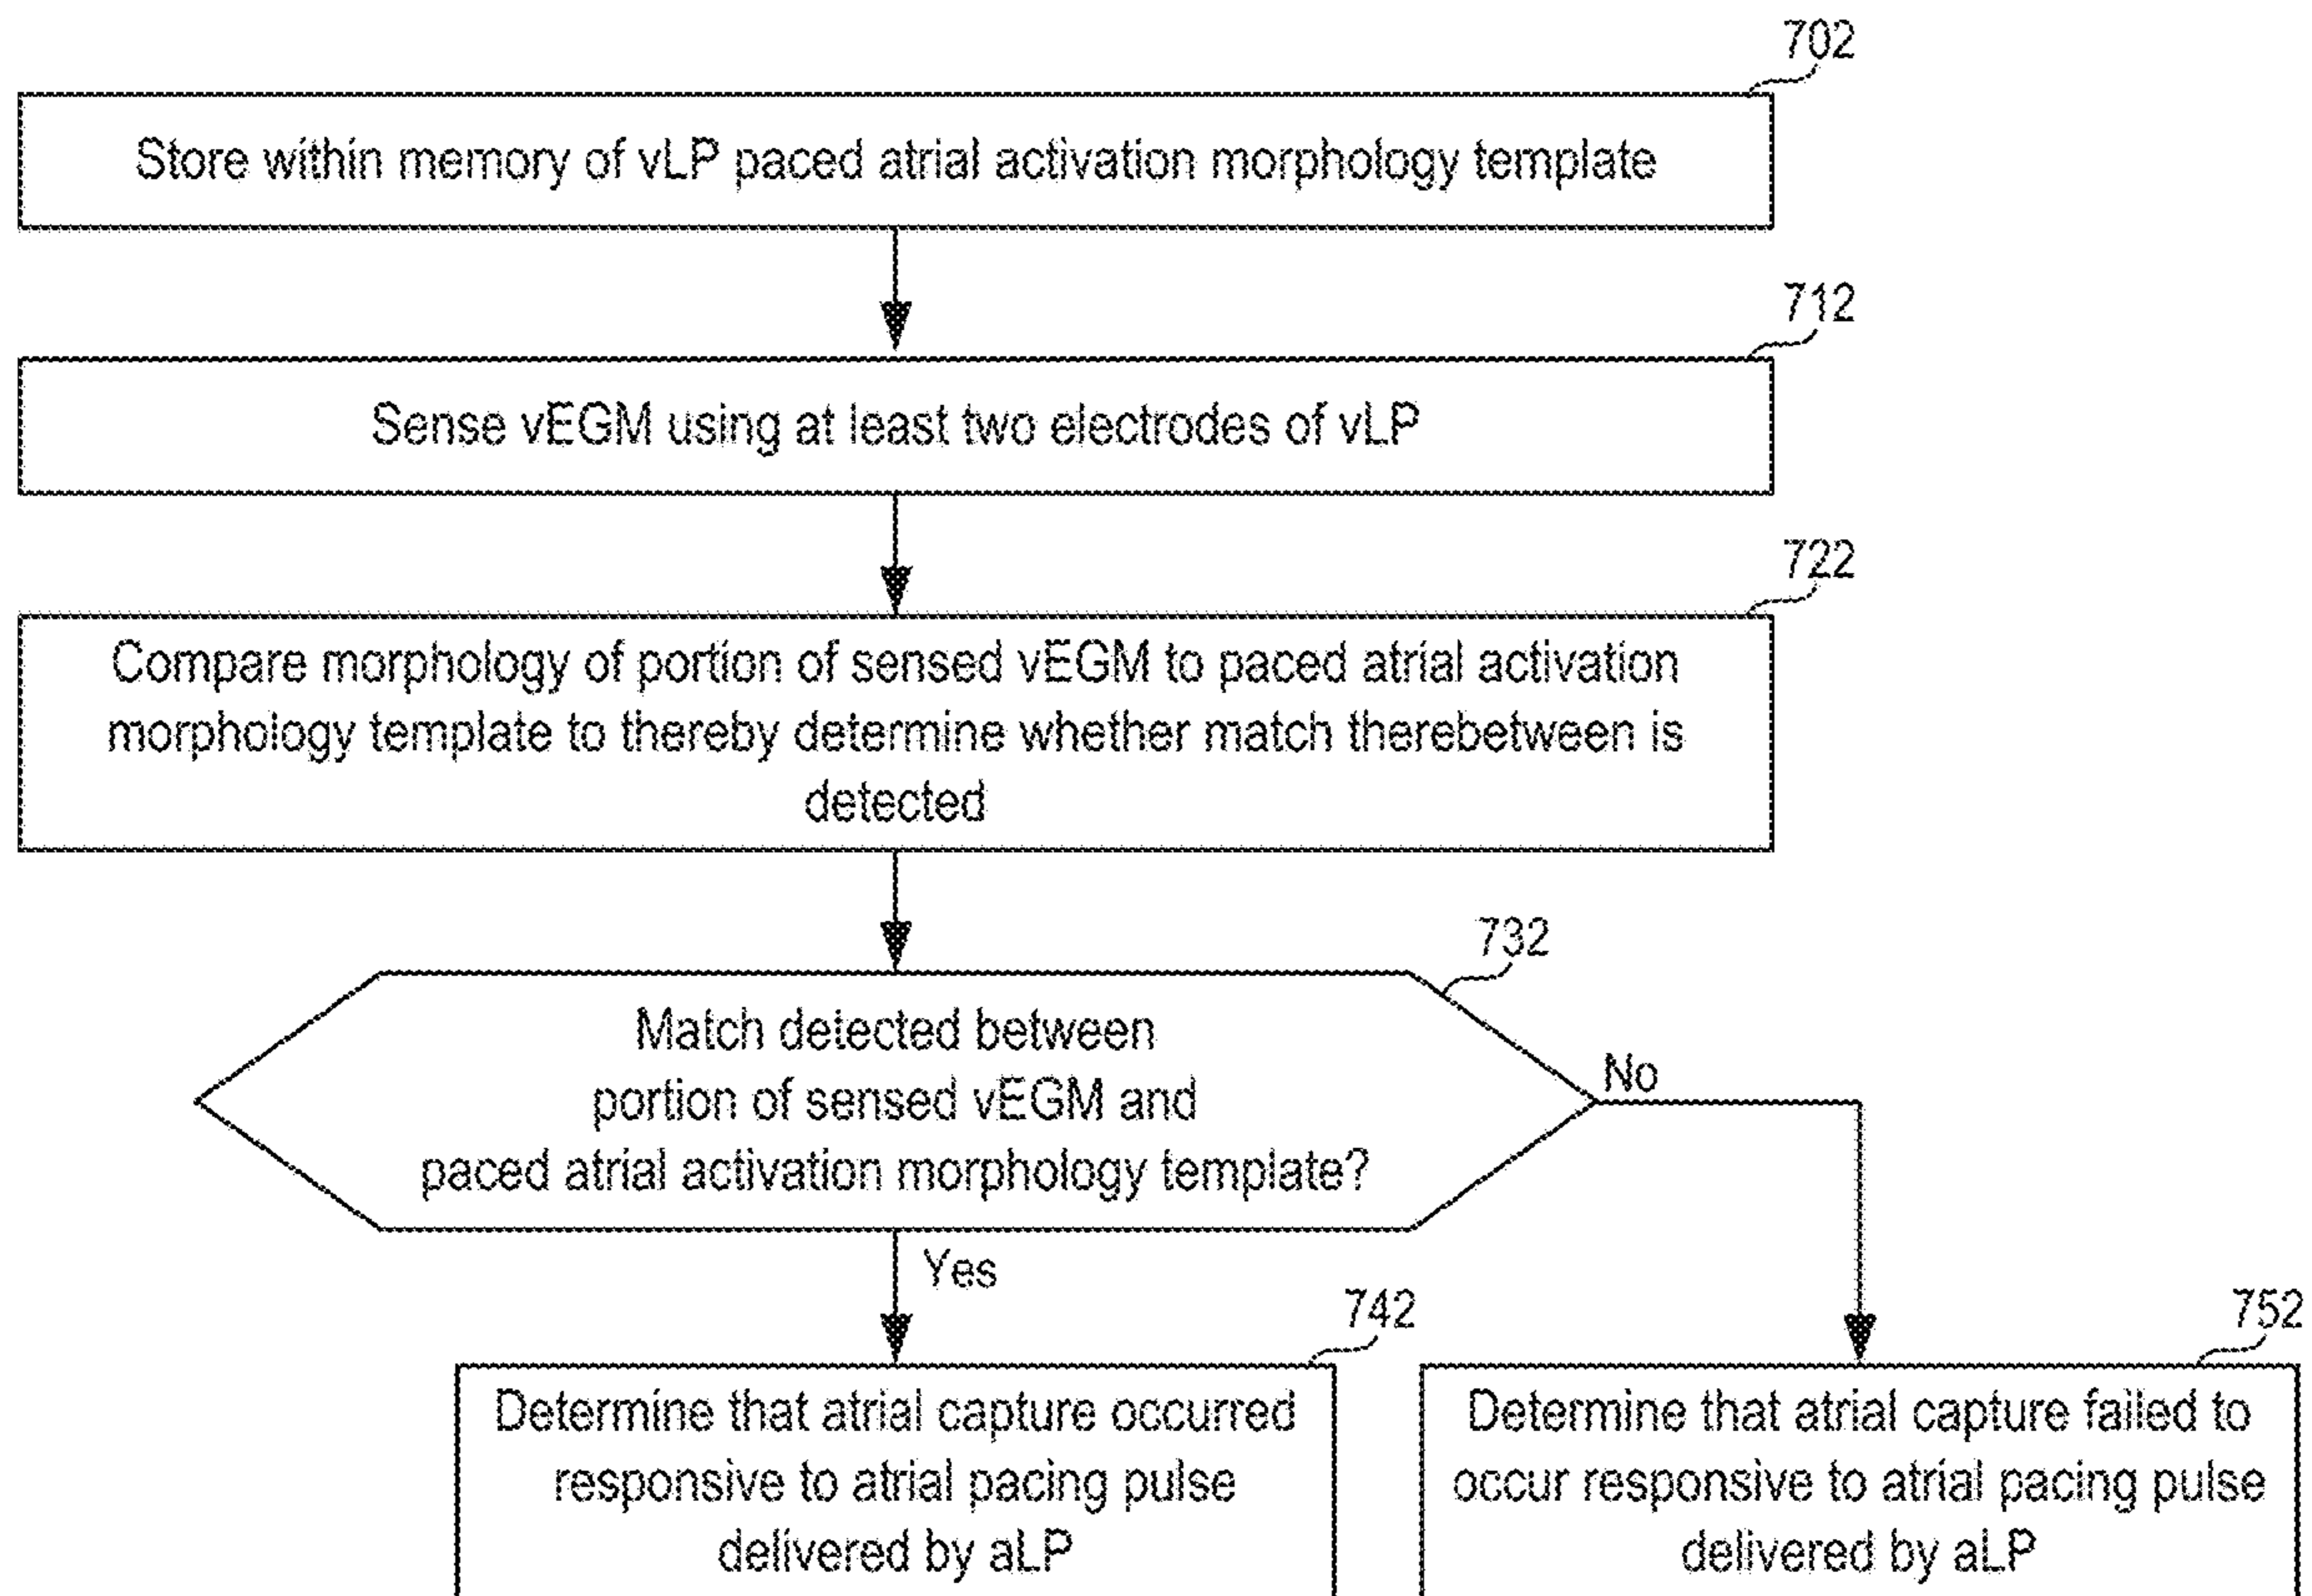 702
Store within memory of vLP paced atrial activation morphology template
712
Sense vEGM using at least two electrodes of vLP
722
Compare morphology of portion of sensed vEGM to paced atrial activation
morphology template to thereby determine whether match therebetween is
detected
732
Match detected between
portion of sensed vEGM and
paced atrial activation morphology template?
No
Yes
742
Determine that atrial capture occurred
responsive to atrial pacing pulse
delivered by aLP
752
Determine that atrial capture failed to
occur responsive to atrial pacing pulse
delivered by aLP